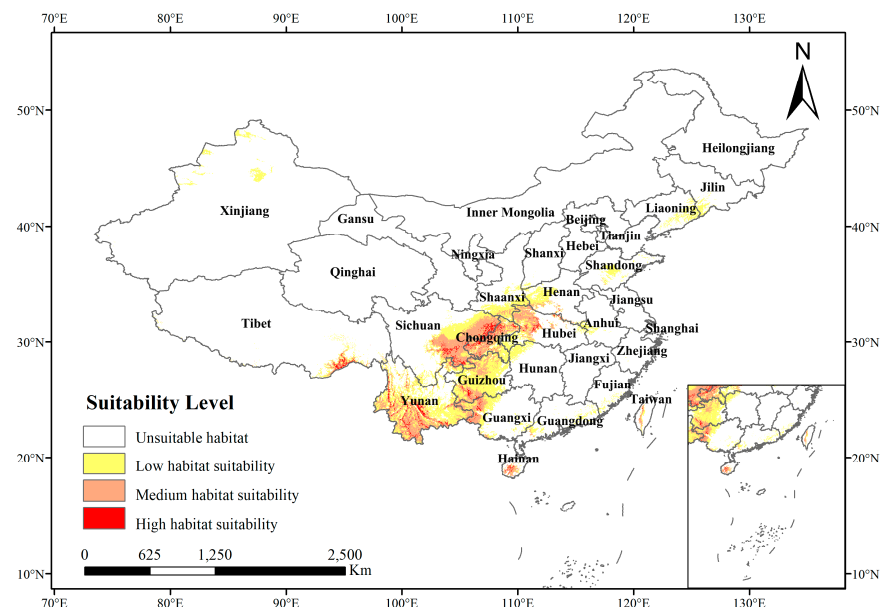 70°E 80°E 90°E 100°E 110°E 120°E 130°E
N
50°N 50°N
Heilongjiang
Jilin
Liaoning
Xinjiang
Gansu
Inner Mongolia
Beijing
40°N 40°N
Tianjin
Ningxia
Shanxi
Hebei
Qinghai
Shandong
Shaanxi
Henan
Jiangsu
Tibet
Sichuan
Anhui
Shanghai
Chongqing
Hubei
30°N 30°N
Zhejiang
Hunan
Jiangxi
Guizhou
Fujian
Yunan
Taiwan
Guangxi
Guangdong
Hainan
20°N 20°N
Suitability Level
Unsuitable habitat
Low habitat suitability
Medium habitat suitability
High habitat suitability
0 625 1,250 2,500
Km
10°N 10°N
70°E 80°E 90°E 100°E 110°E 120°E 130°E